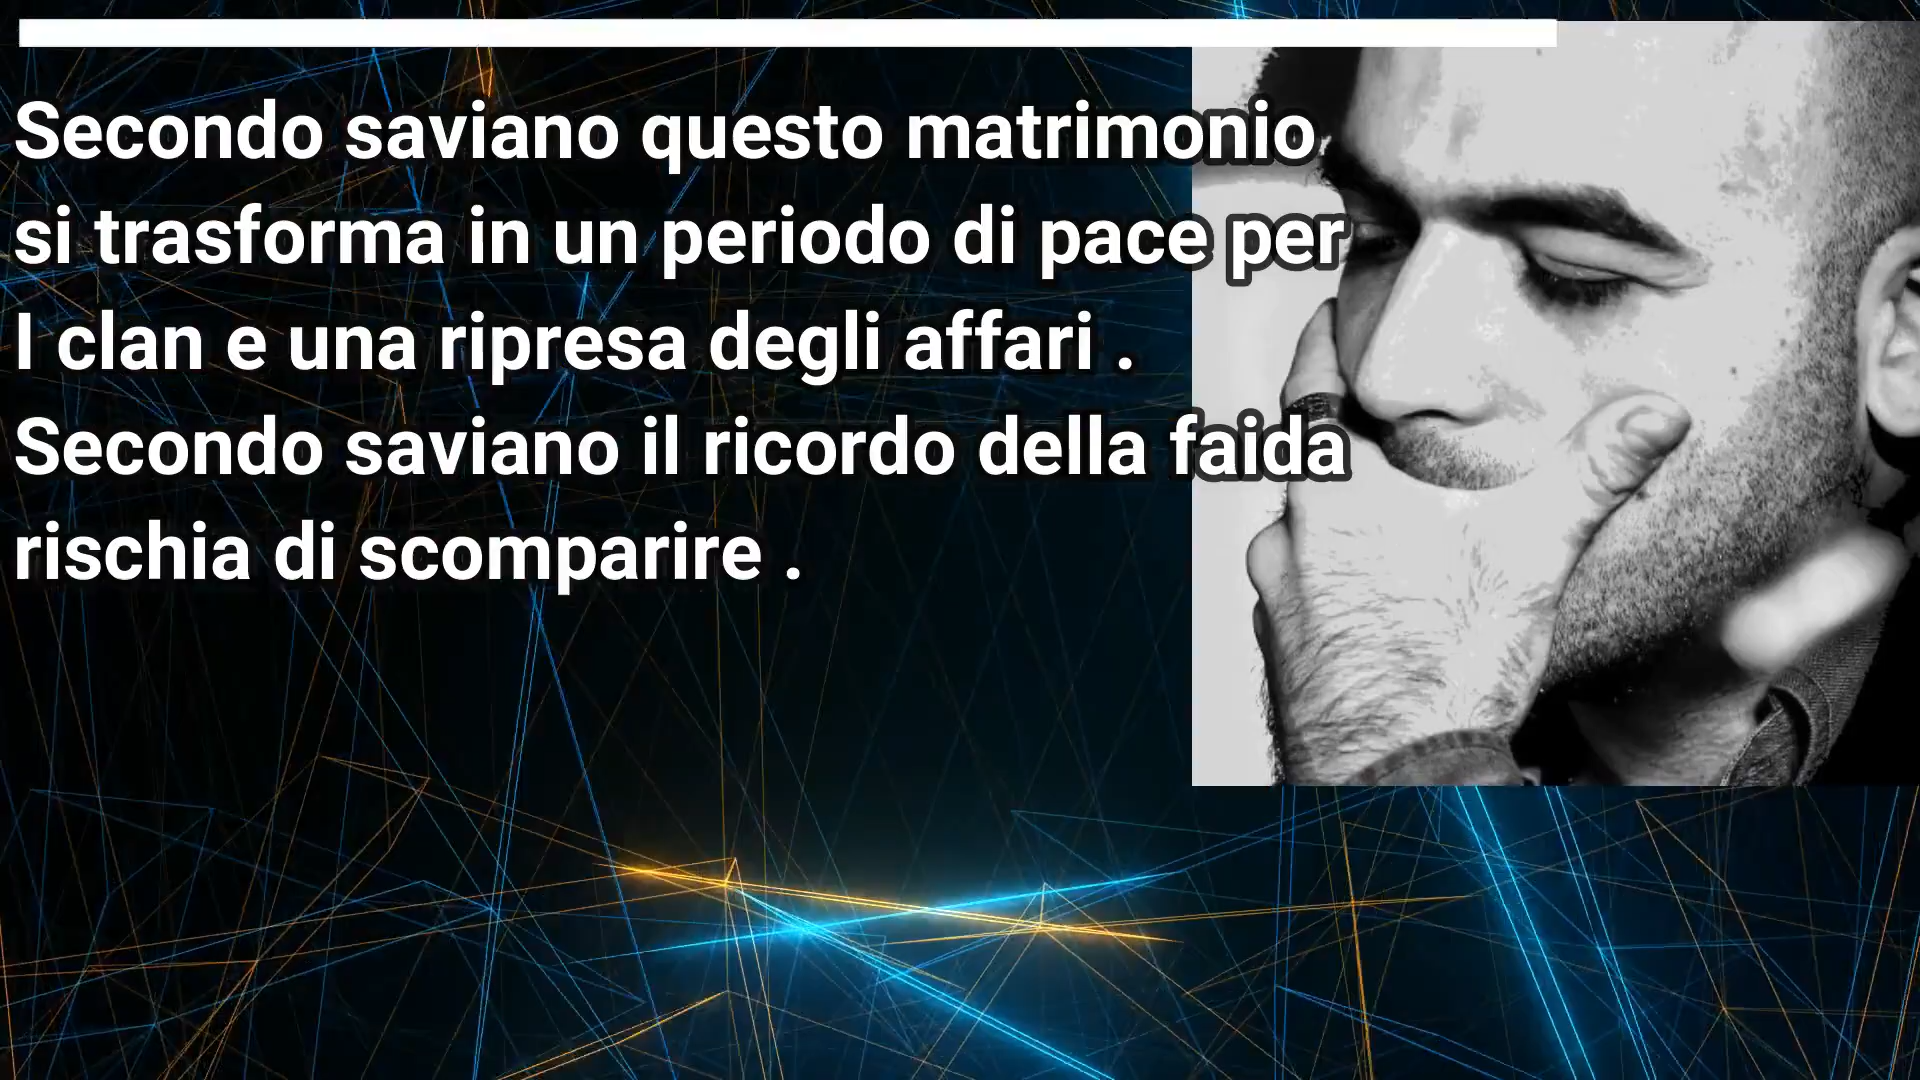 Secondo saviano questo matrimonio
si trasforma in un periodo di pace per
I clan e una ripresa degli affari .
Secondo saviano il ricordo della faida
rischia di scomparire .